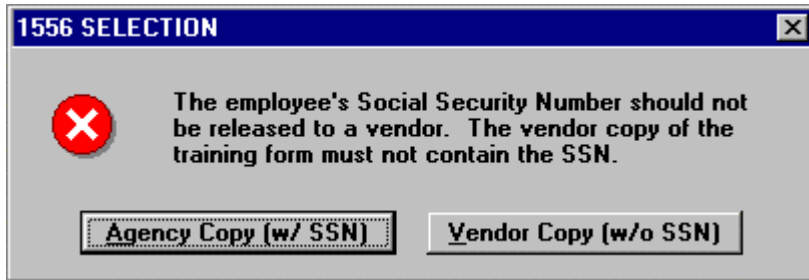 1556 SELECTION
The employee's Social Security Number should not
be released to a vendor.  The vendor copy of the
training form must not contain the SSN.
Agency Copy (w/ SSN)
Vendor Copy (w/o SSN)